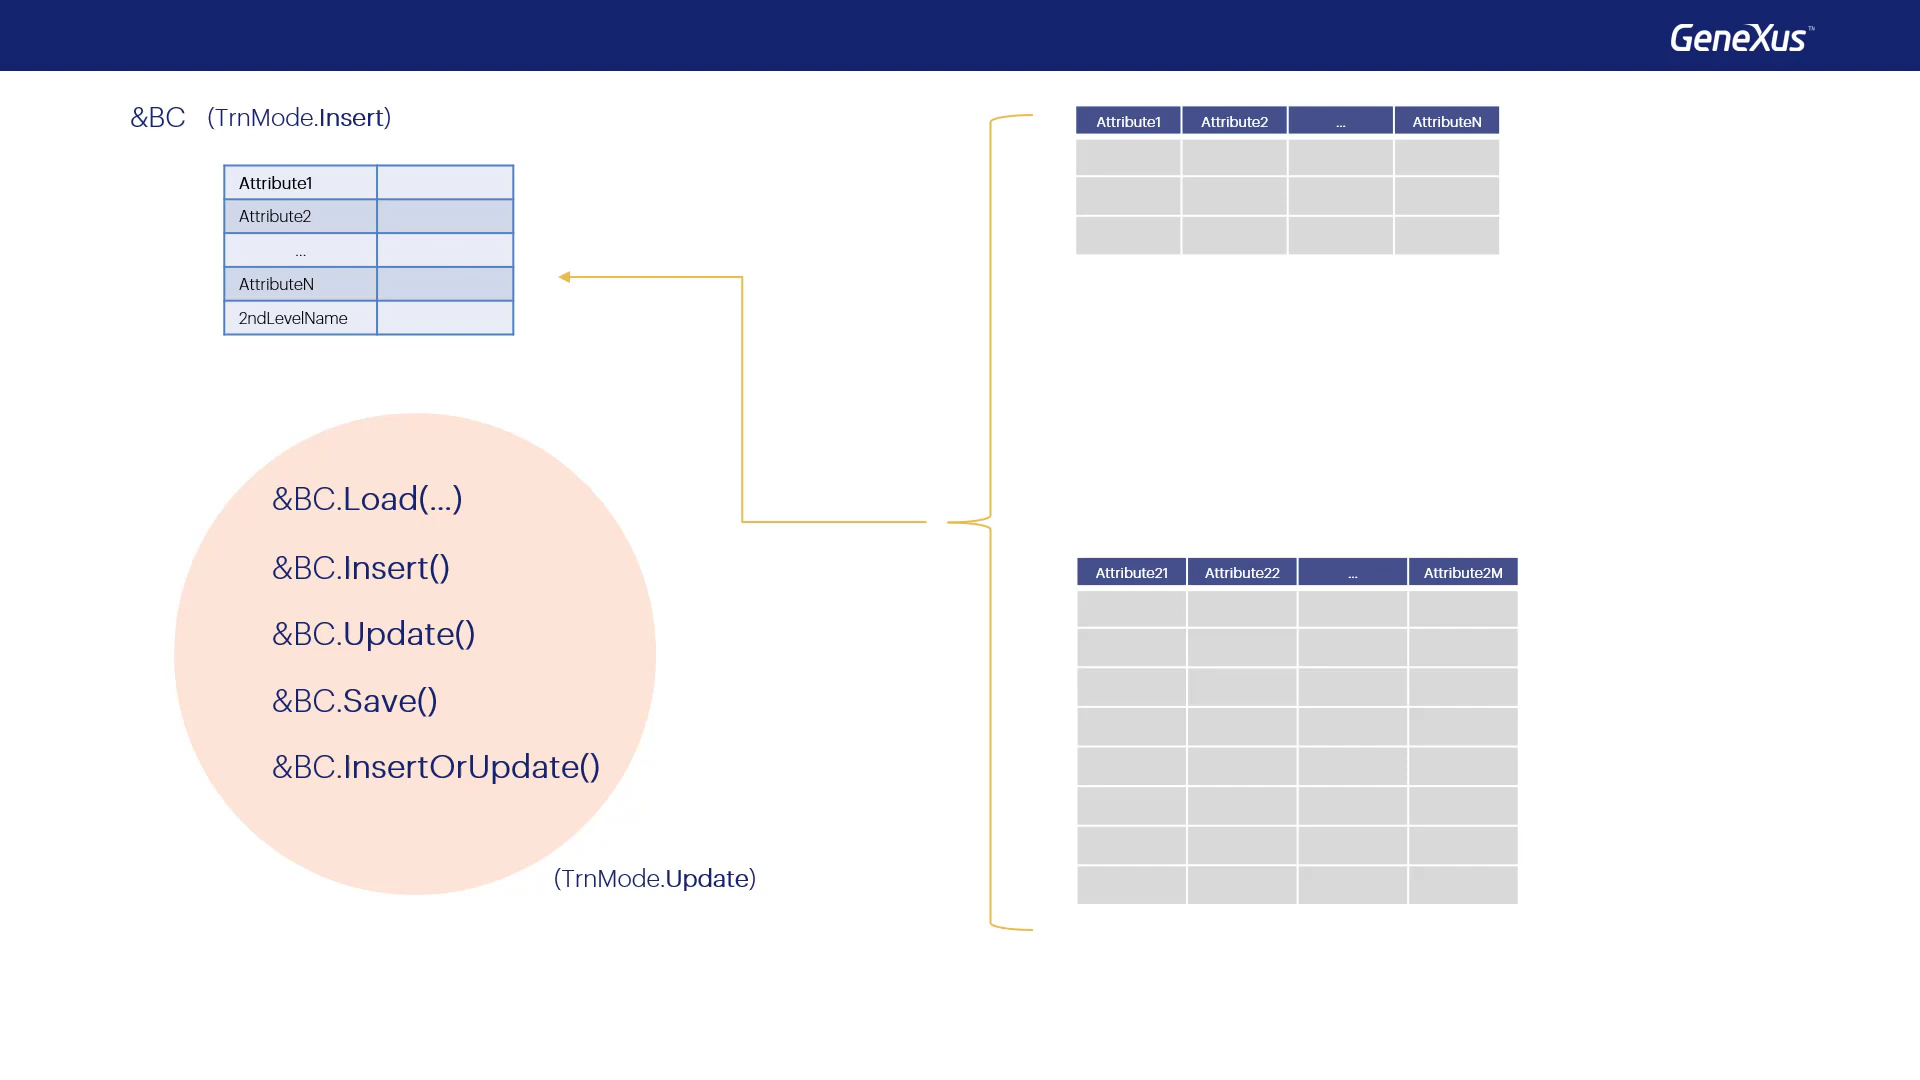 GeneXus™
&BC (TrnMode.Insert)
Attribute1
Attribute2
...
AttributeN
2ndLevelName
&BC.Load(...)
&BC.Insert()
&BC.Update()
&BC.Save()
&BC.InsertOrUpdate()
(TrnMode.Update)
Attribute1 Attribute2 ... AttributeN
Attribute21 Attribute22 ... Attribute2M